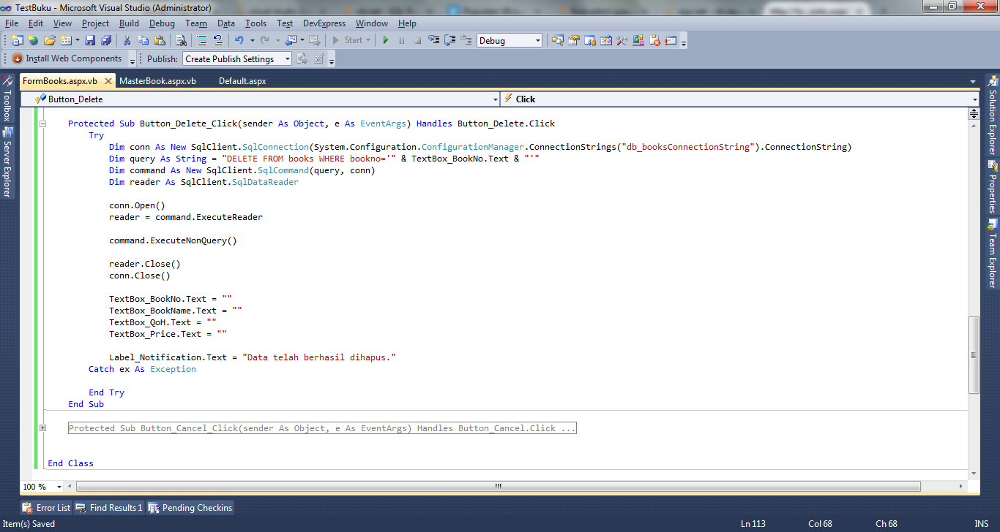 TestBuku - Microsoft Visual Studio (Administrator)
File Edit View Project Build Debug Team Data Tools Test DevExpress Window Help
Start Debug
Install Web Components Publish: Create Publish Settings
FormBooks.aspx.vb MasterBook.aspx.vb Default.aspx
Button_Delete Click
Toolbox
Server Explorer
Protected Sub Button_Delete_Click(sender As Object, e As EventArgs) Handles Button_Delete.Click
Try
Dim conn As New SqlClient.SqlConnection(System.Configuration.ConfigurationManager.ConnectionStrings("db_booksConnectionString").ConnectionString)
Dim query As String = "DELETE FROM books WHERE bookno='" & TextBox_BookNo.Text & "'"
Dim command As New SqlClient.SqlCommand(query, conn)
Dim reader As SqlClient.SqlDataReader
conn.Open()
reader = command.ExecuteReader
command.ExecuteNonQuery()
reader.Close()
conn.Close()
TextBox_BookNo.Text = ""
TextBox_BookName.Text = ""
TextBox_QoH.Text = ""
TextBox_Price.Text = ""
Label_Notification.Text = "Data telah berhasil dihapus."
Catch ex As Exception
End Try
End Sub
Protected Sub Button_Cancel_Click(sender As Object, e As EventArgs) Handles Button_Cancel.Click ...
End Class
Solution Explorer
Properties
Team Explorer
100 %
Error List Find Results 1 Pending Checkins
Item(s) Saved Ln 113 Col 68 Ch 68 INS